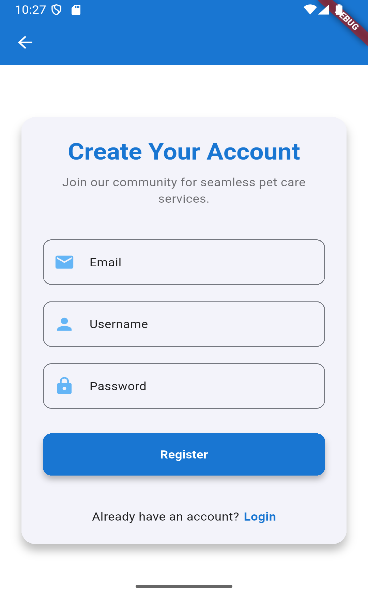 10:27
DEBUG
Create Your Account
Join our community for seamless pet care
services.
Email
Username
Password
Register
Already have an account? Login